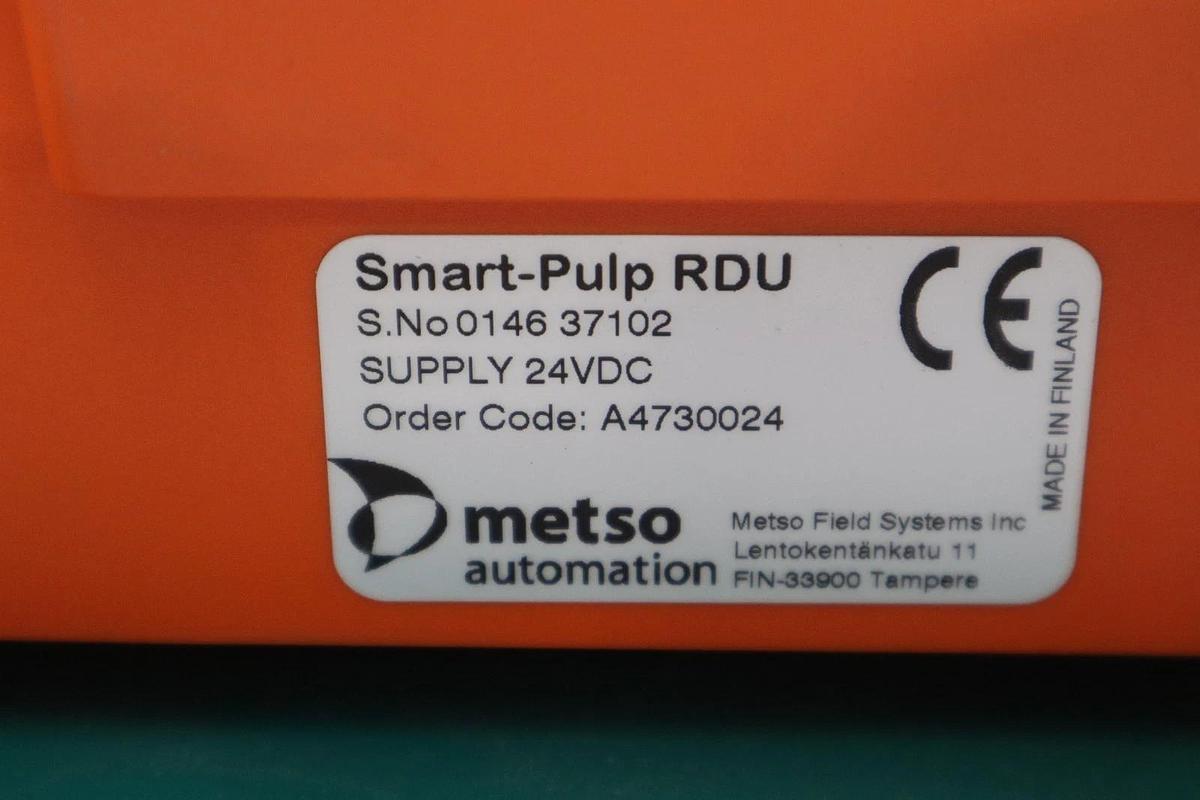 Smart-Pulp RDU
S.No 0146 37102
SUPPLY 24VDC
Order Code: A4730024
CE
MADE IN FINLAND
metso
automation
Metso Field Systems Inc
Lentokentänkatu 11
FIN-33900 Tampere